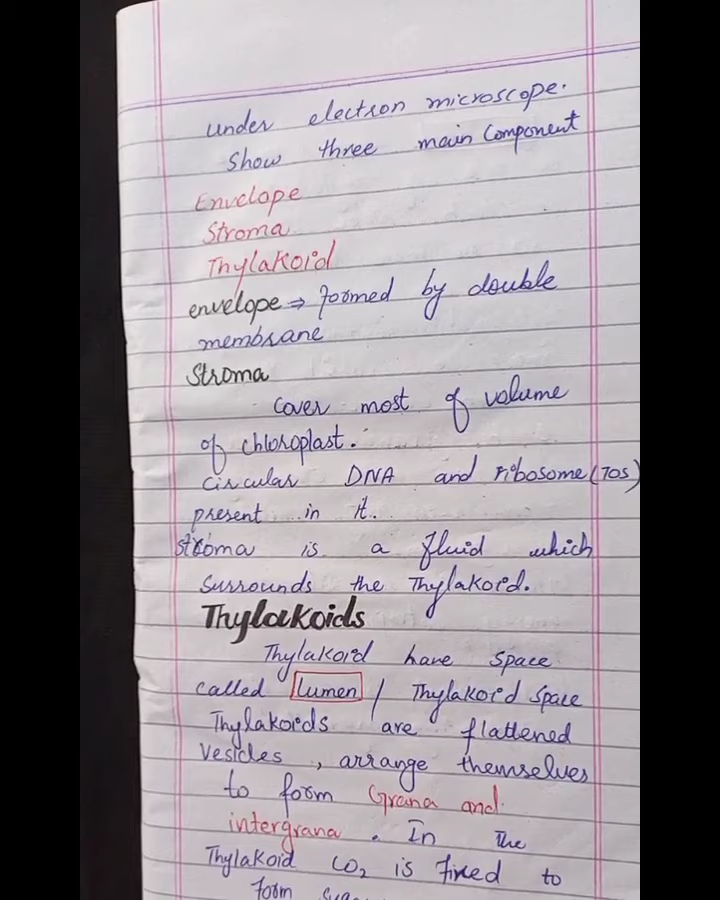 under electron microscope.
Show three main Component
Envelope
Stroma
Thylakoid
envelope ⇒ Formed by double
membrane
Stroma
Cover most of volume
of chloroplast.
circular DNA and ribosome (70S)
present in it.
stroma is a fluid which
surrounds the Thylakoid.
Thylakoids
Thylakoid have space
called lumen / Thylakoid space
Thylakoids are flattened
vesicles, arrange themselves
to form Grana and
intergrana. In the
Thylakoid CO₂ is fixed to
form